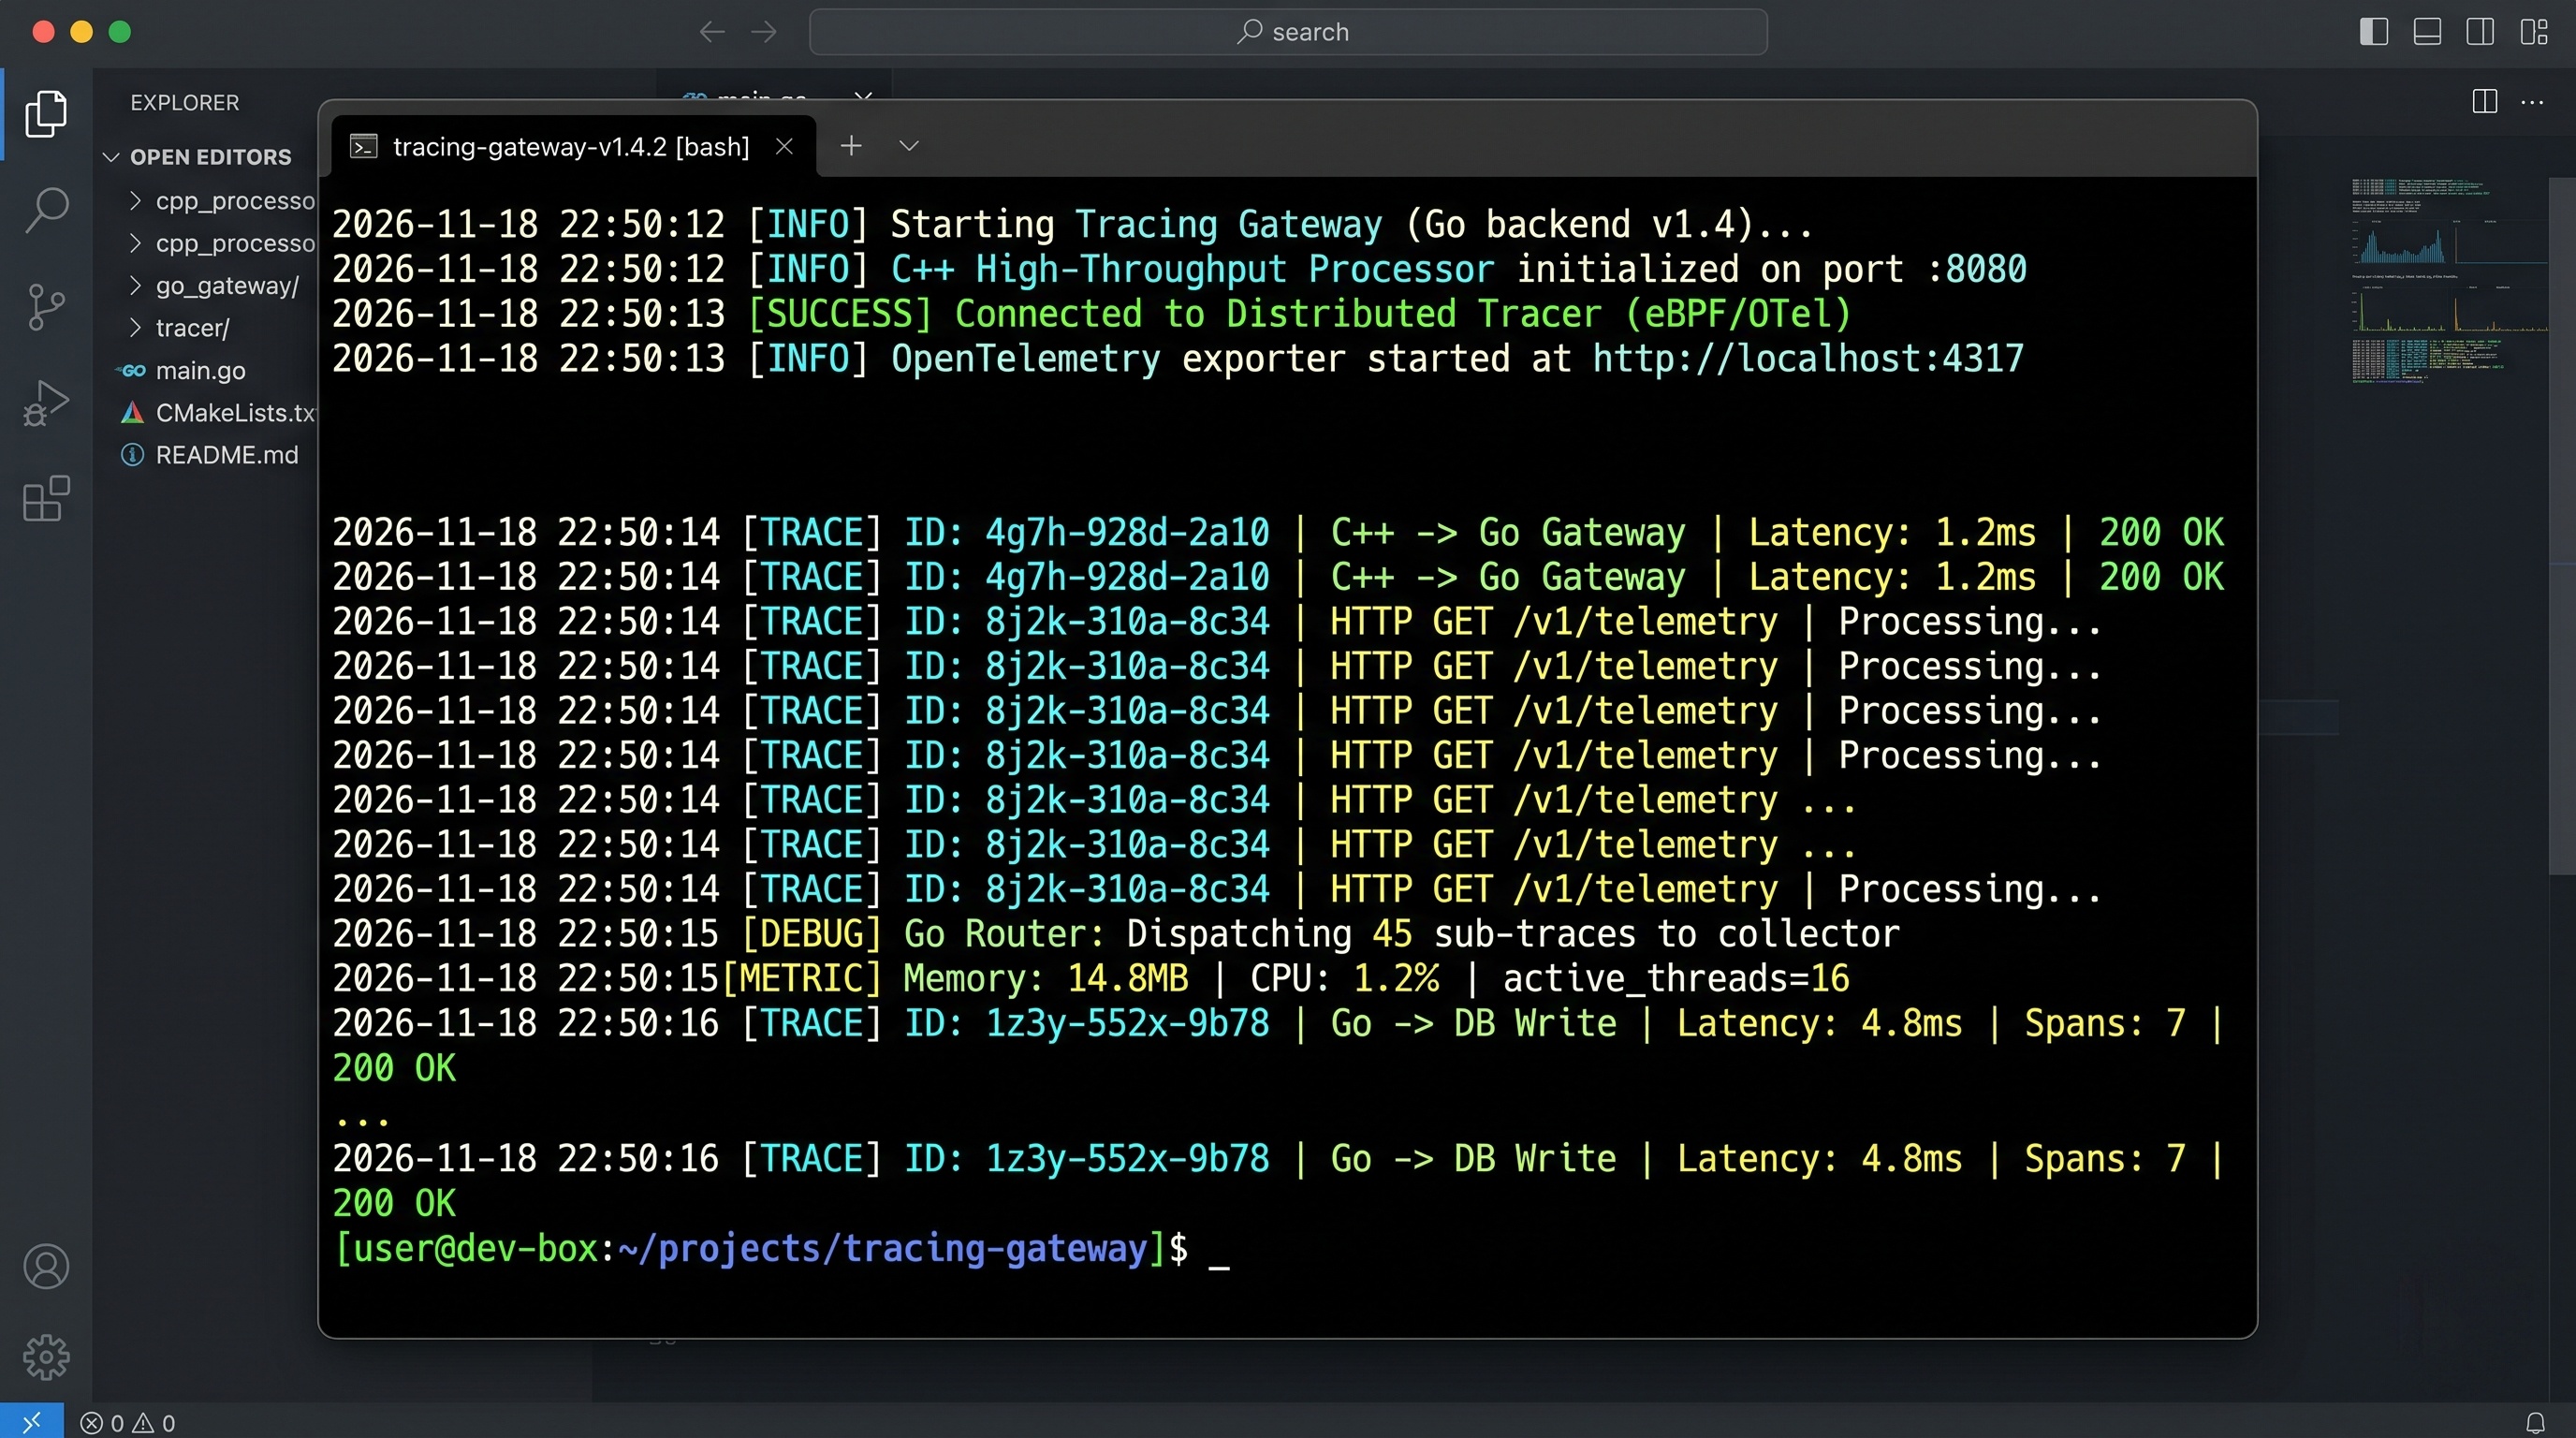 search
EXPLORER
OPEN EDITORS
cpp_processo
cpp_processo
go_gateway/
tracer/
GO main.go
CMakeLists.tx
README.md
main.go
tracing-gateway-v1.4.2 [bash]
2026-11-18 22:50:12 [INFO] Starting Tracing Gateway (Go backend v1.4)...
2026-11-18 22:50:12 [INFO] C++ High-Throughput Processor initialized on port :8080
2026-11-18 22:50:13 [SUCCESS] Connected to Distributed Tracer (eBPF/OTel)
2026-11-18 22:50:13 [INFO] OpenTelemetry exporter started at http://localhost:4317
2026-11-18 22:50:14 [TRACE] ID: 4g7h-928d-2a10 | C++ -> Go Gateway | Latency: 1.2ms | 200 OK
2026-11-18 22:50:14 [TRACE] ID: 4g7h-928d-2a10 | C++ -> Go Gateway | Latency: 1.2ms | 200 OK
2026-11-18 22:50:14 [TRACE] ID: 8j2k-310a-8c34 | HTTP GET /v1/telemetry | Processing...
2026-11-18 22:50:14 [TRACE] ID: 8j2k-310a-8c34 | HTTP GET /v1/telemetry | Processing...
2026-11-18 22:50:14 [TRACE] ID: 8j2k-310a-8c34 | HTTP GET /v1/telemetry | Processing...
2026-11-18 22:50:14 [TRACE] ID: 8j2k-310a-8c34 | HTTP GET /v1/telemetry | Processing...
2026-11-18 22:50:14 [TRACE] ID: 8j2k-310a-8c34 | HTTP GET /v1/telemetry ...
2026-11-18 22:50:14 [TRACE] ID: 8j2k-310a-8c34 | HTTP GET /v1/telemetry ...
2026-11-18 22:50:14 [TRACE] ID: 8j2k-310a-8c34 | HTTP GET /v1/telemetry | Processing...
2026-11-18 22:50:15 [DEBUG] Go Router: Dispatching 45 sub-traces to collector
2026-11-18 22:50:15[METRIC] Memory: 14.8MB | CPU: 1.2% | active_threads=16
2026-11-18 22:50:16 [TRACE] ID: 1z3y-552x-9b78 | Go -> DB Write | Latency: 4.8ms | Spans: 7 |
200 OK
...
2026-11-18 22:50:16 [TRACE] ID: 1z3y-552x-9b78 | Go -> DB Write | Latency: 4.8ms | Spans: 7 |
200 OK
[user@dev-box:~/projects/tracing-gateway]$ _
0 0